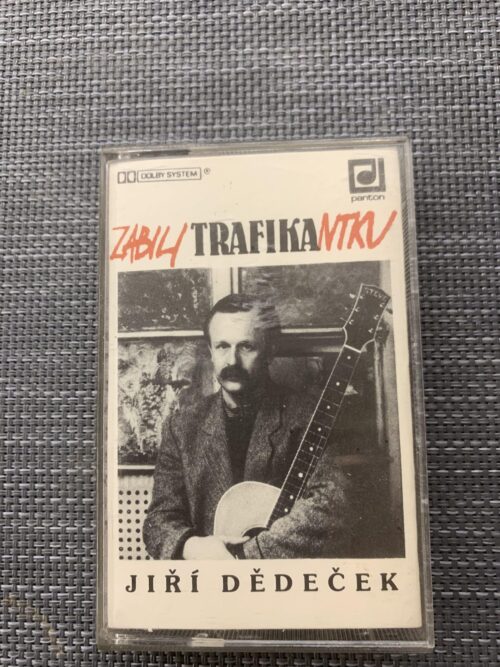 DOLBY SYSTEM ®
panton
ZABILI TRAFIKANTKU
JIŘÍ DĚDEČEK